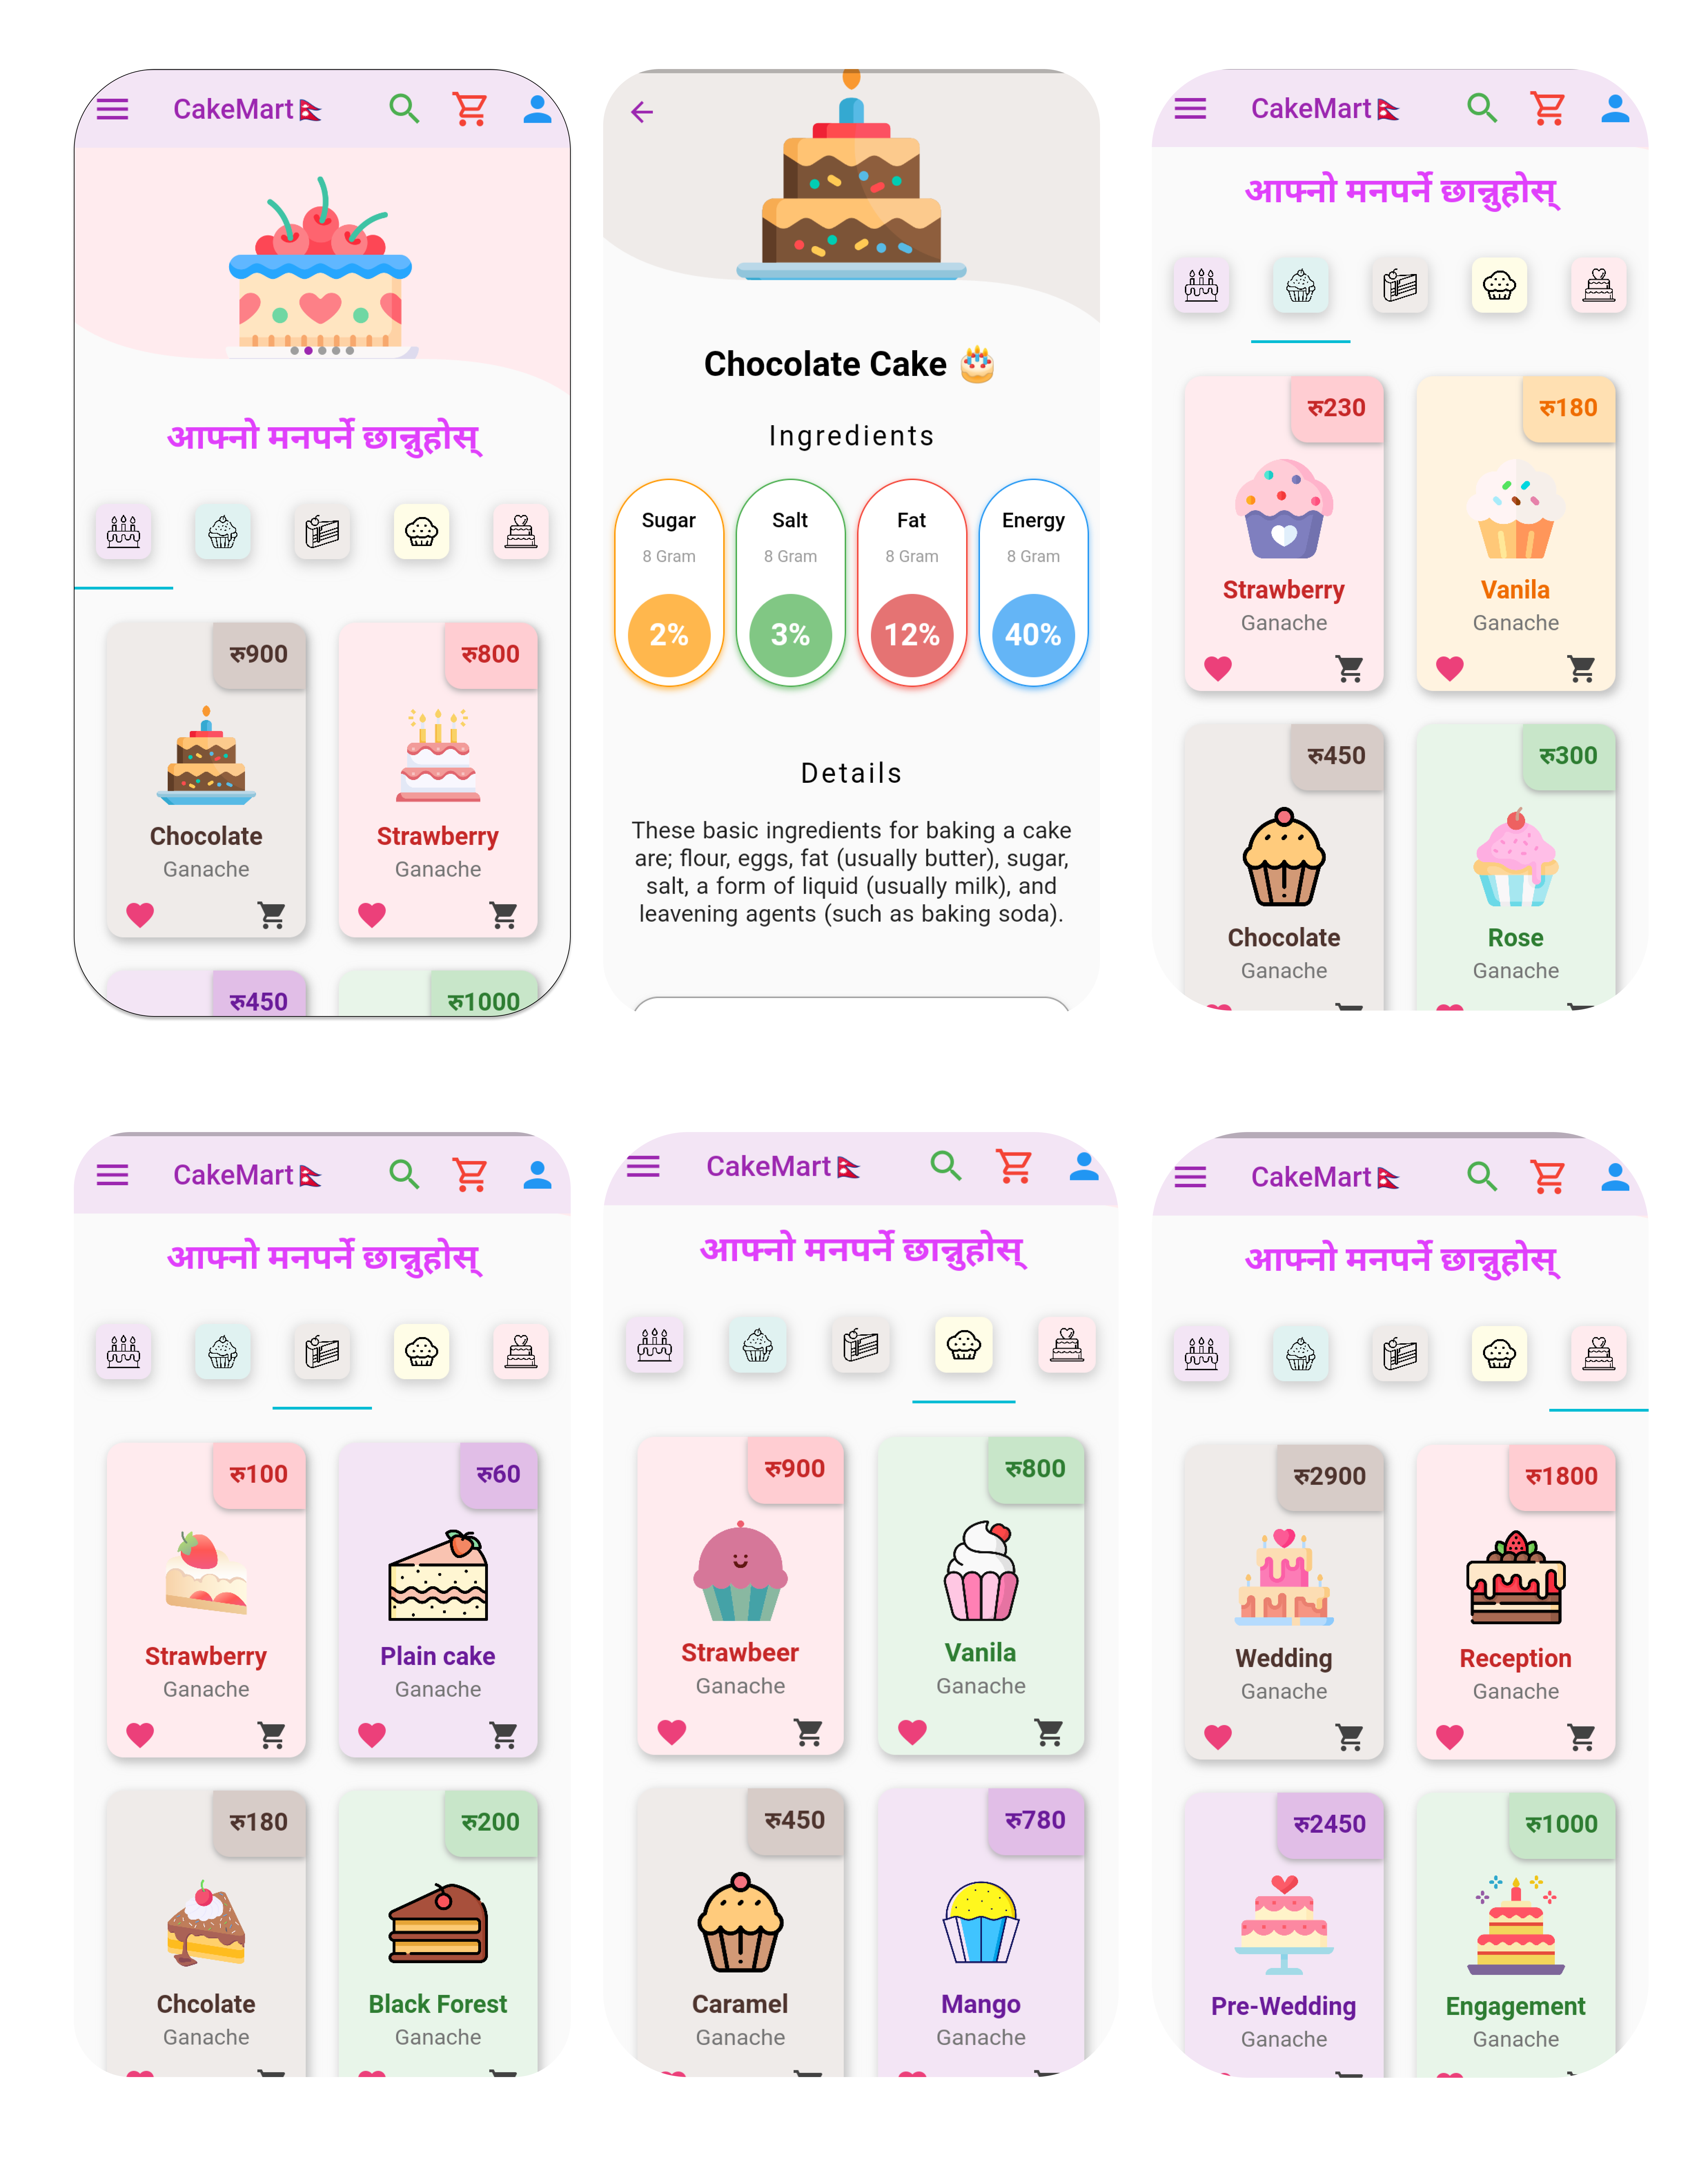 CakeMart🇳🇵
आफ्नो मनपर्ने छान्नुहोस्
रु900
रु800
Chocolate
Strawberry
Ganache
Ganache
रु450
रु1000
Chocolate Cake 🎂
Ingredients
Sugar
Salt
Fat
Energy
8 Gram
8 Gram
8 Gram
8 Gram
2%
3%
12%
40%
Details
These basic ingredients for baking a cake
are; flour, eggs, fat (usually butter), sugar,
salt, a form of liquid (usually milk), and
leavening agents (such as baking soda).
CakeMart🇳🇵
आफ्नो मनपर्ने छान्नुहोस्
रु230
रु180
Strawberry
Vanila
Ganache
Ganache
रु450
रु300
Chocolate
Rose
Ganache
Ganache
CakeMart🇳🇵
आफ्नो मनपर्ने छान्नुहोस्
रु100
रु60
Strawberry
Plain cake
Ganache
Ganache
रु180
रु200
Chcolate
Black Forest
Ganache
Ganache
CakeMart🇳🇵
आफ्नो मनपर्ने छान्नुहोस्
रु900
रु800
Strawbeer
Vanila
Ganache
Ganache
रु450
रु780
Caramel
Mango
Ganache
Ganache
CakeMart🇳🇵
आफ्नो मनपर्ने छान्नुहोस्
रु2900
रु1800
Wedding
Reception
Ganache
Ganache
रु2450
रु1000
Pre-Wedding
Engagement
Ganache
Ganache